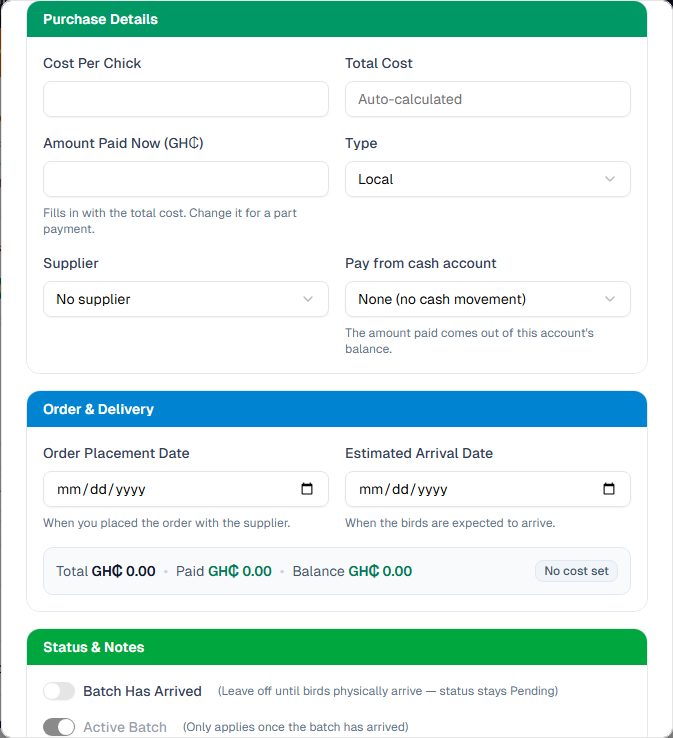 Purchase Details
Cost Per Chick
Total Cost
Auto-calculated
Amount Paid Now (GH₵)
Type
Local
Fills in with the total cost. Change it for a part
payment.
Supplier
Pay from cash account
No supplier
None (no cash movement)
The amount paid comes out of this account's
balance.
Order & Delivery
Order Placement Date
Estimated Arrival Date
mm/dd/yyyy
mm/dd/yyyy
When you placed the order with the supplier.
When the birds are expected to arrive.
Total GH₵ 0.00 • Paid GH₵ 0.00 • Balance GH₵ 0.00
No cost set
Status & Notes
Batch Has Arrived (Leave off until birds physically arrive — status stays Pending)
Active Batch (Only applies once the batch has arrived)